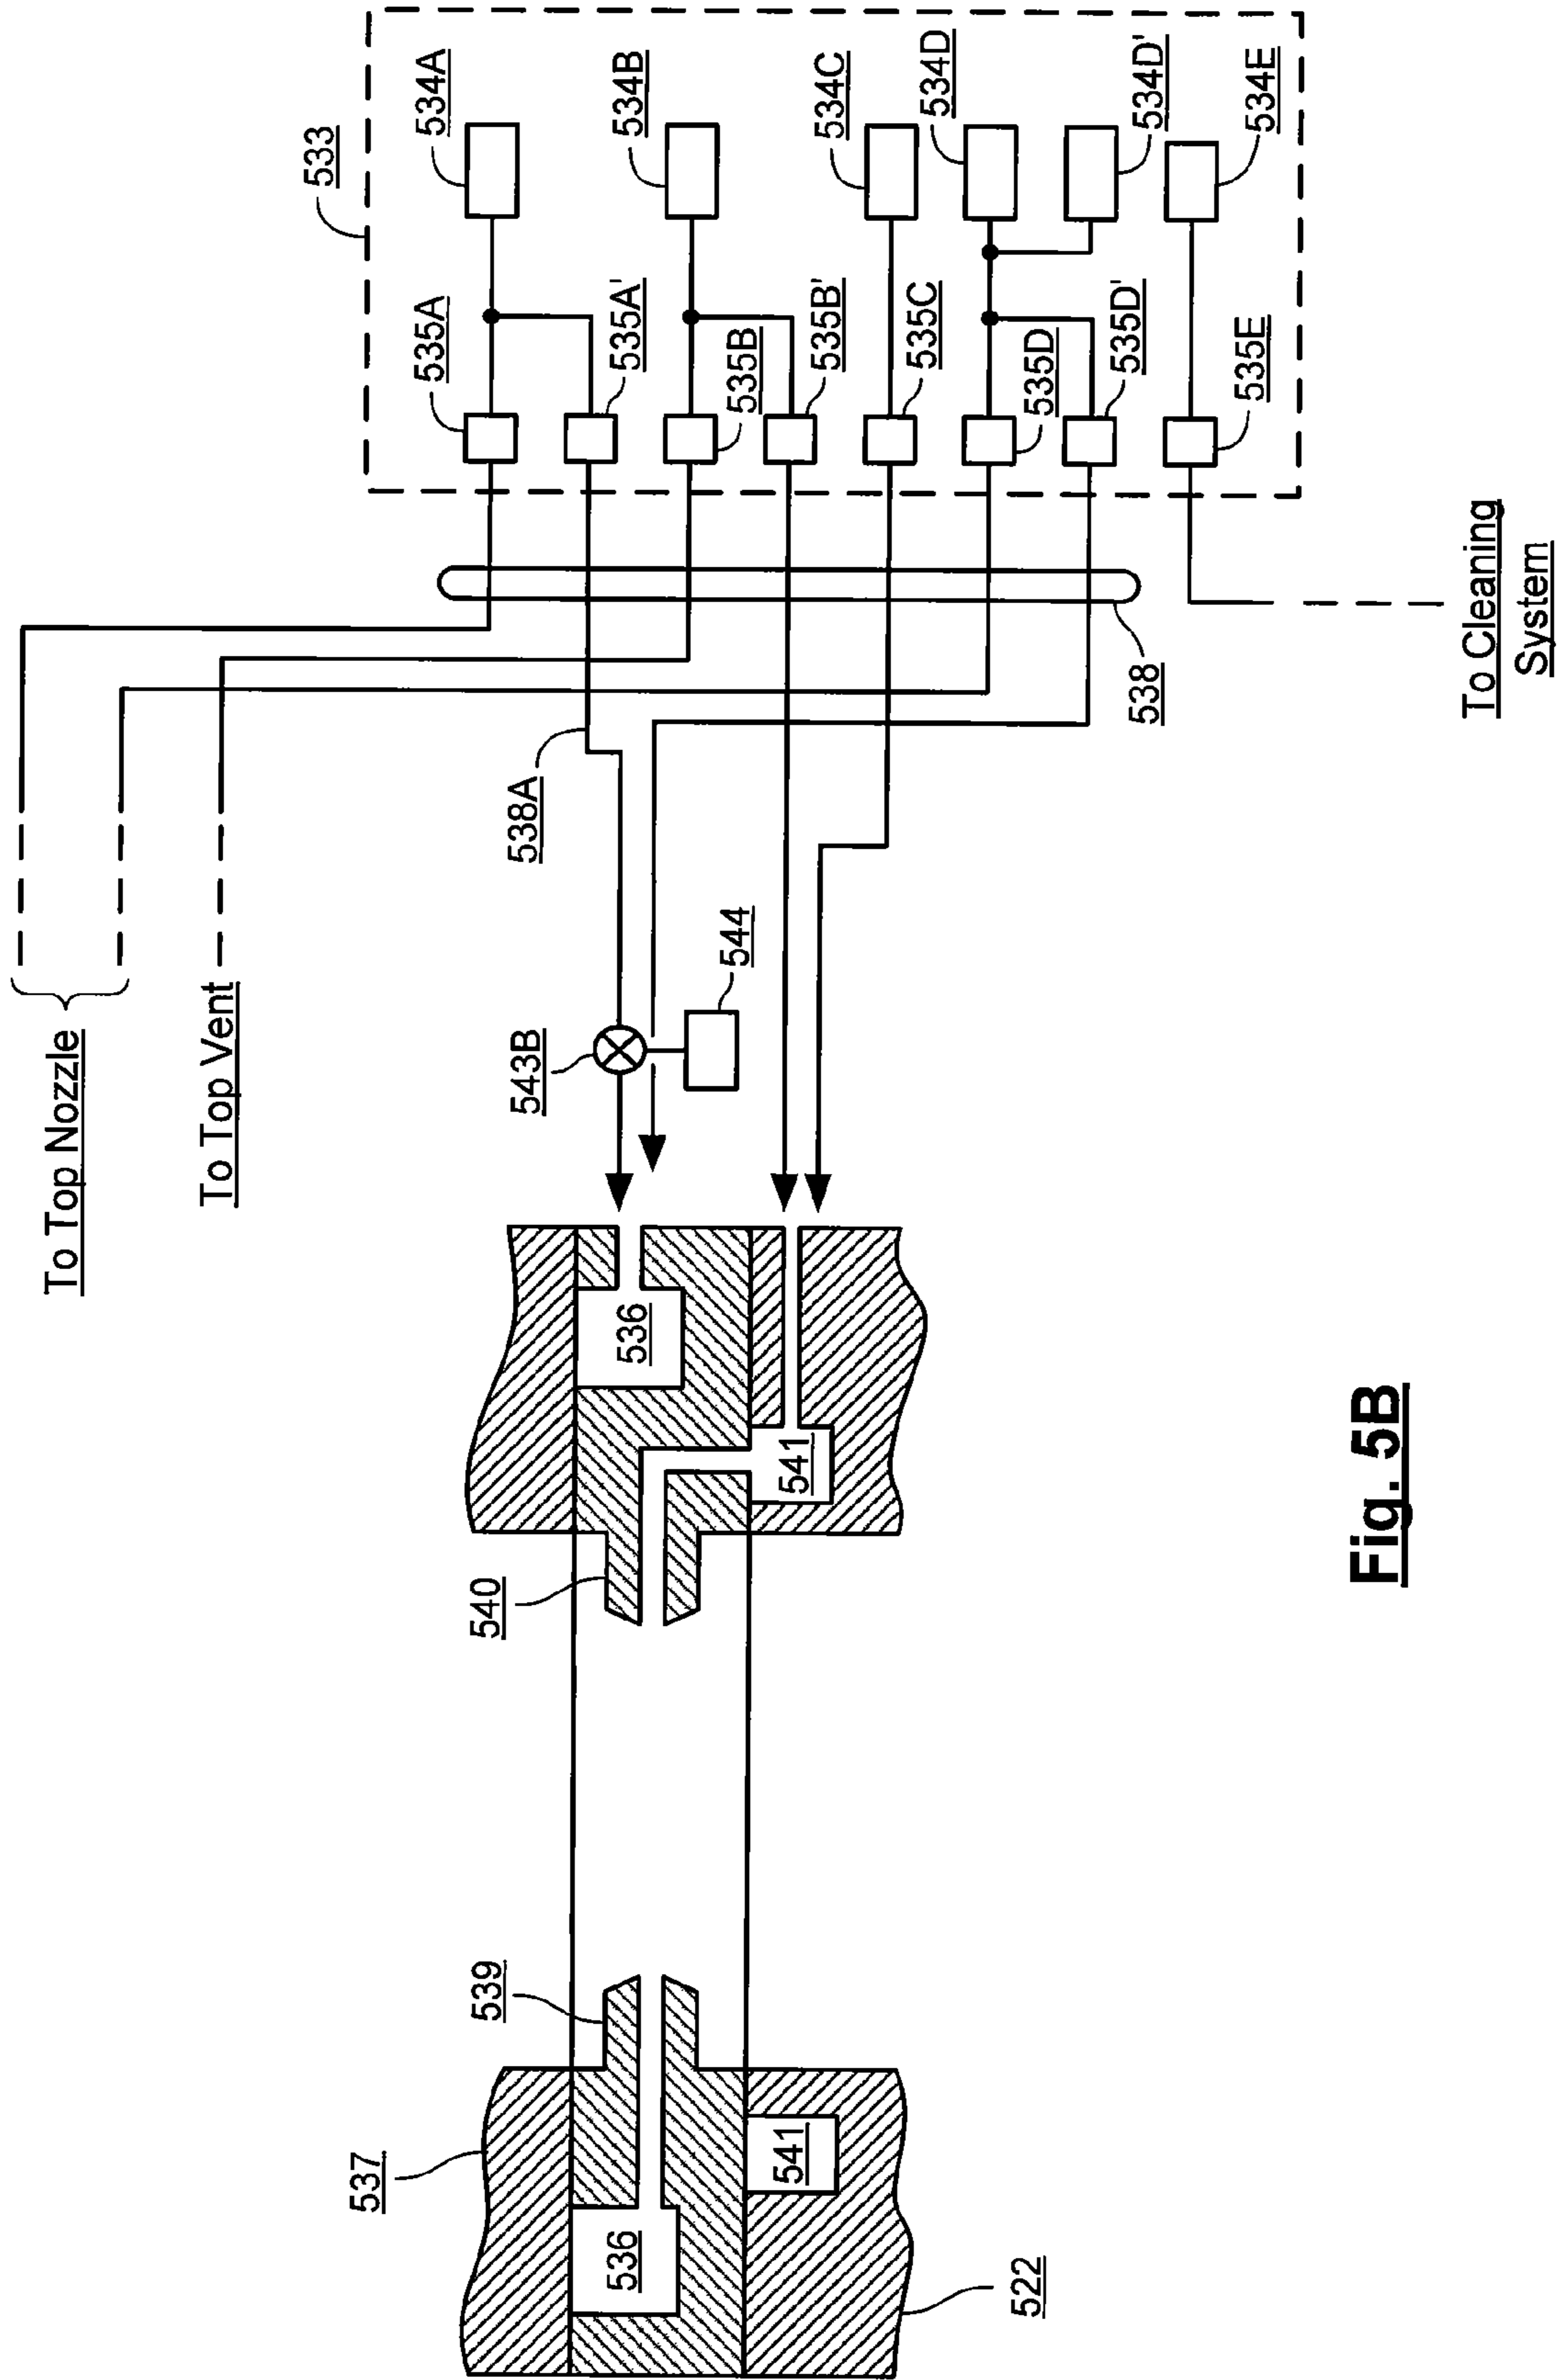 533
534A
534B
534C
534D
534D'
534E
535A
535A'
535B
535B'
535C
535D
535D'
535E
538
538A
To Cleaning
System
To Top Nozzle
To Top Vent
543B
544
536
541
540
539
537
536
541
522
Fig. 5B